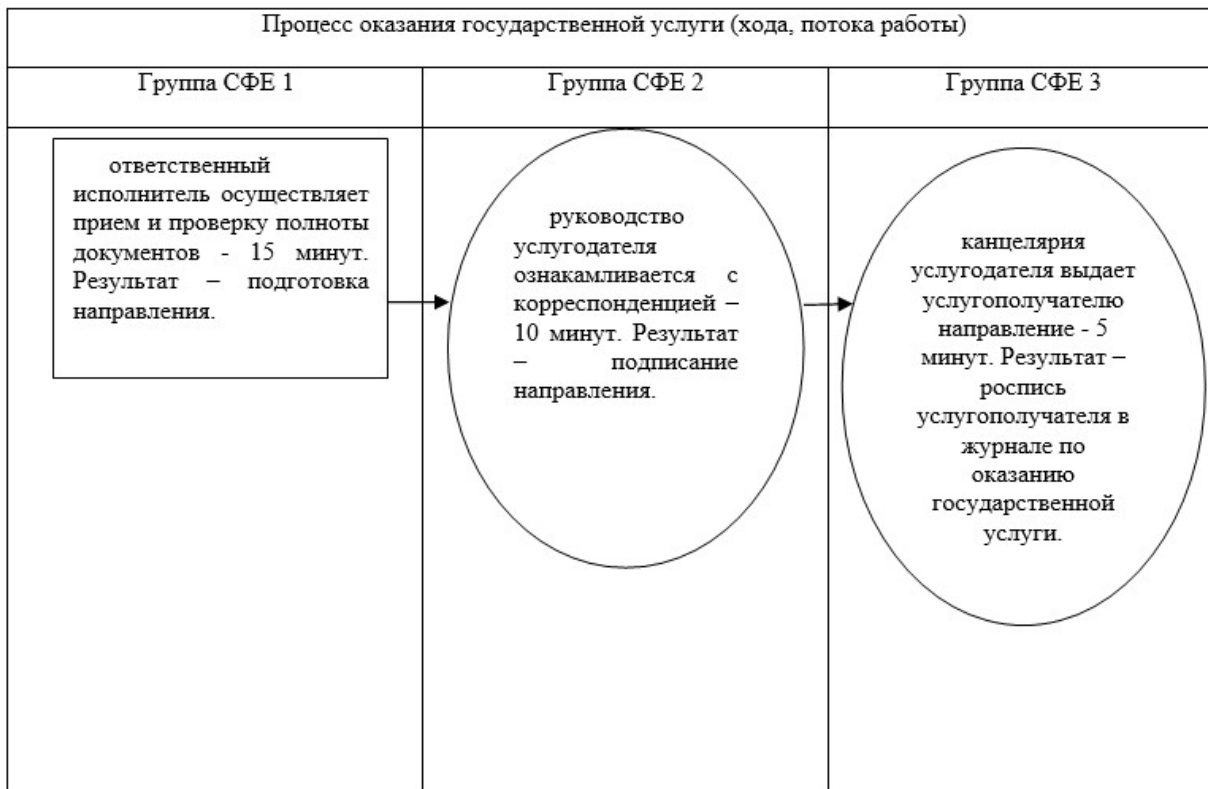 Процесс оказания государственной услуги (хода, потока работы)
Группа СФЕ 1
Группа СФЕ 2
Группа СФЕ 3
ответственный
исполнитель осуществляет
прием и проверку полноты
документов - 15 минут.
Результат – подготовка
направления.
руководство
услугодателя
ознакамливается с
корреспонденцией –
10 минут. Результат
– подписание
направления.
канцелярия
услугодателя выдает
услугополучателю
направление - 5
минут. Результат –
роспись
услугополучателя в
журнале по
оказанию
государственной
услуги.